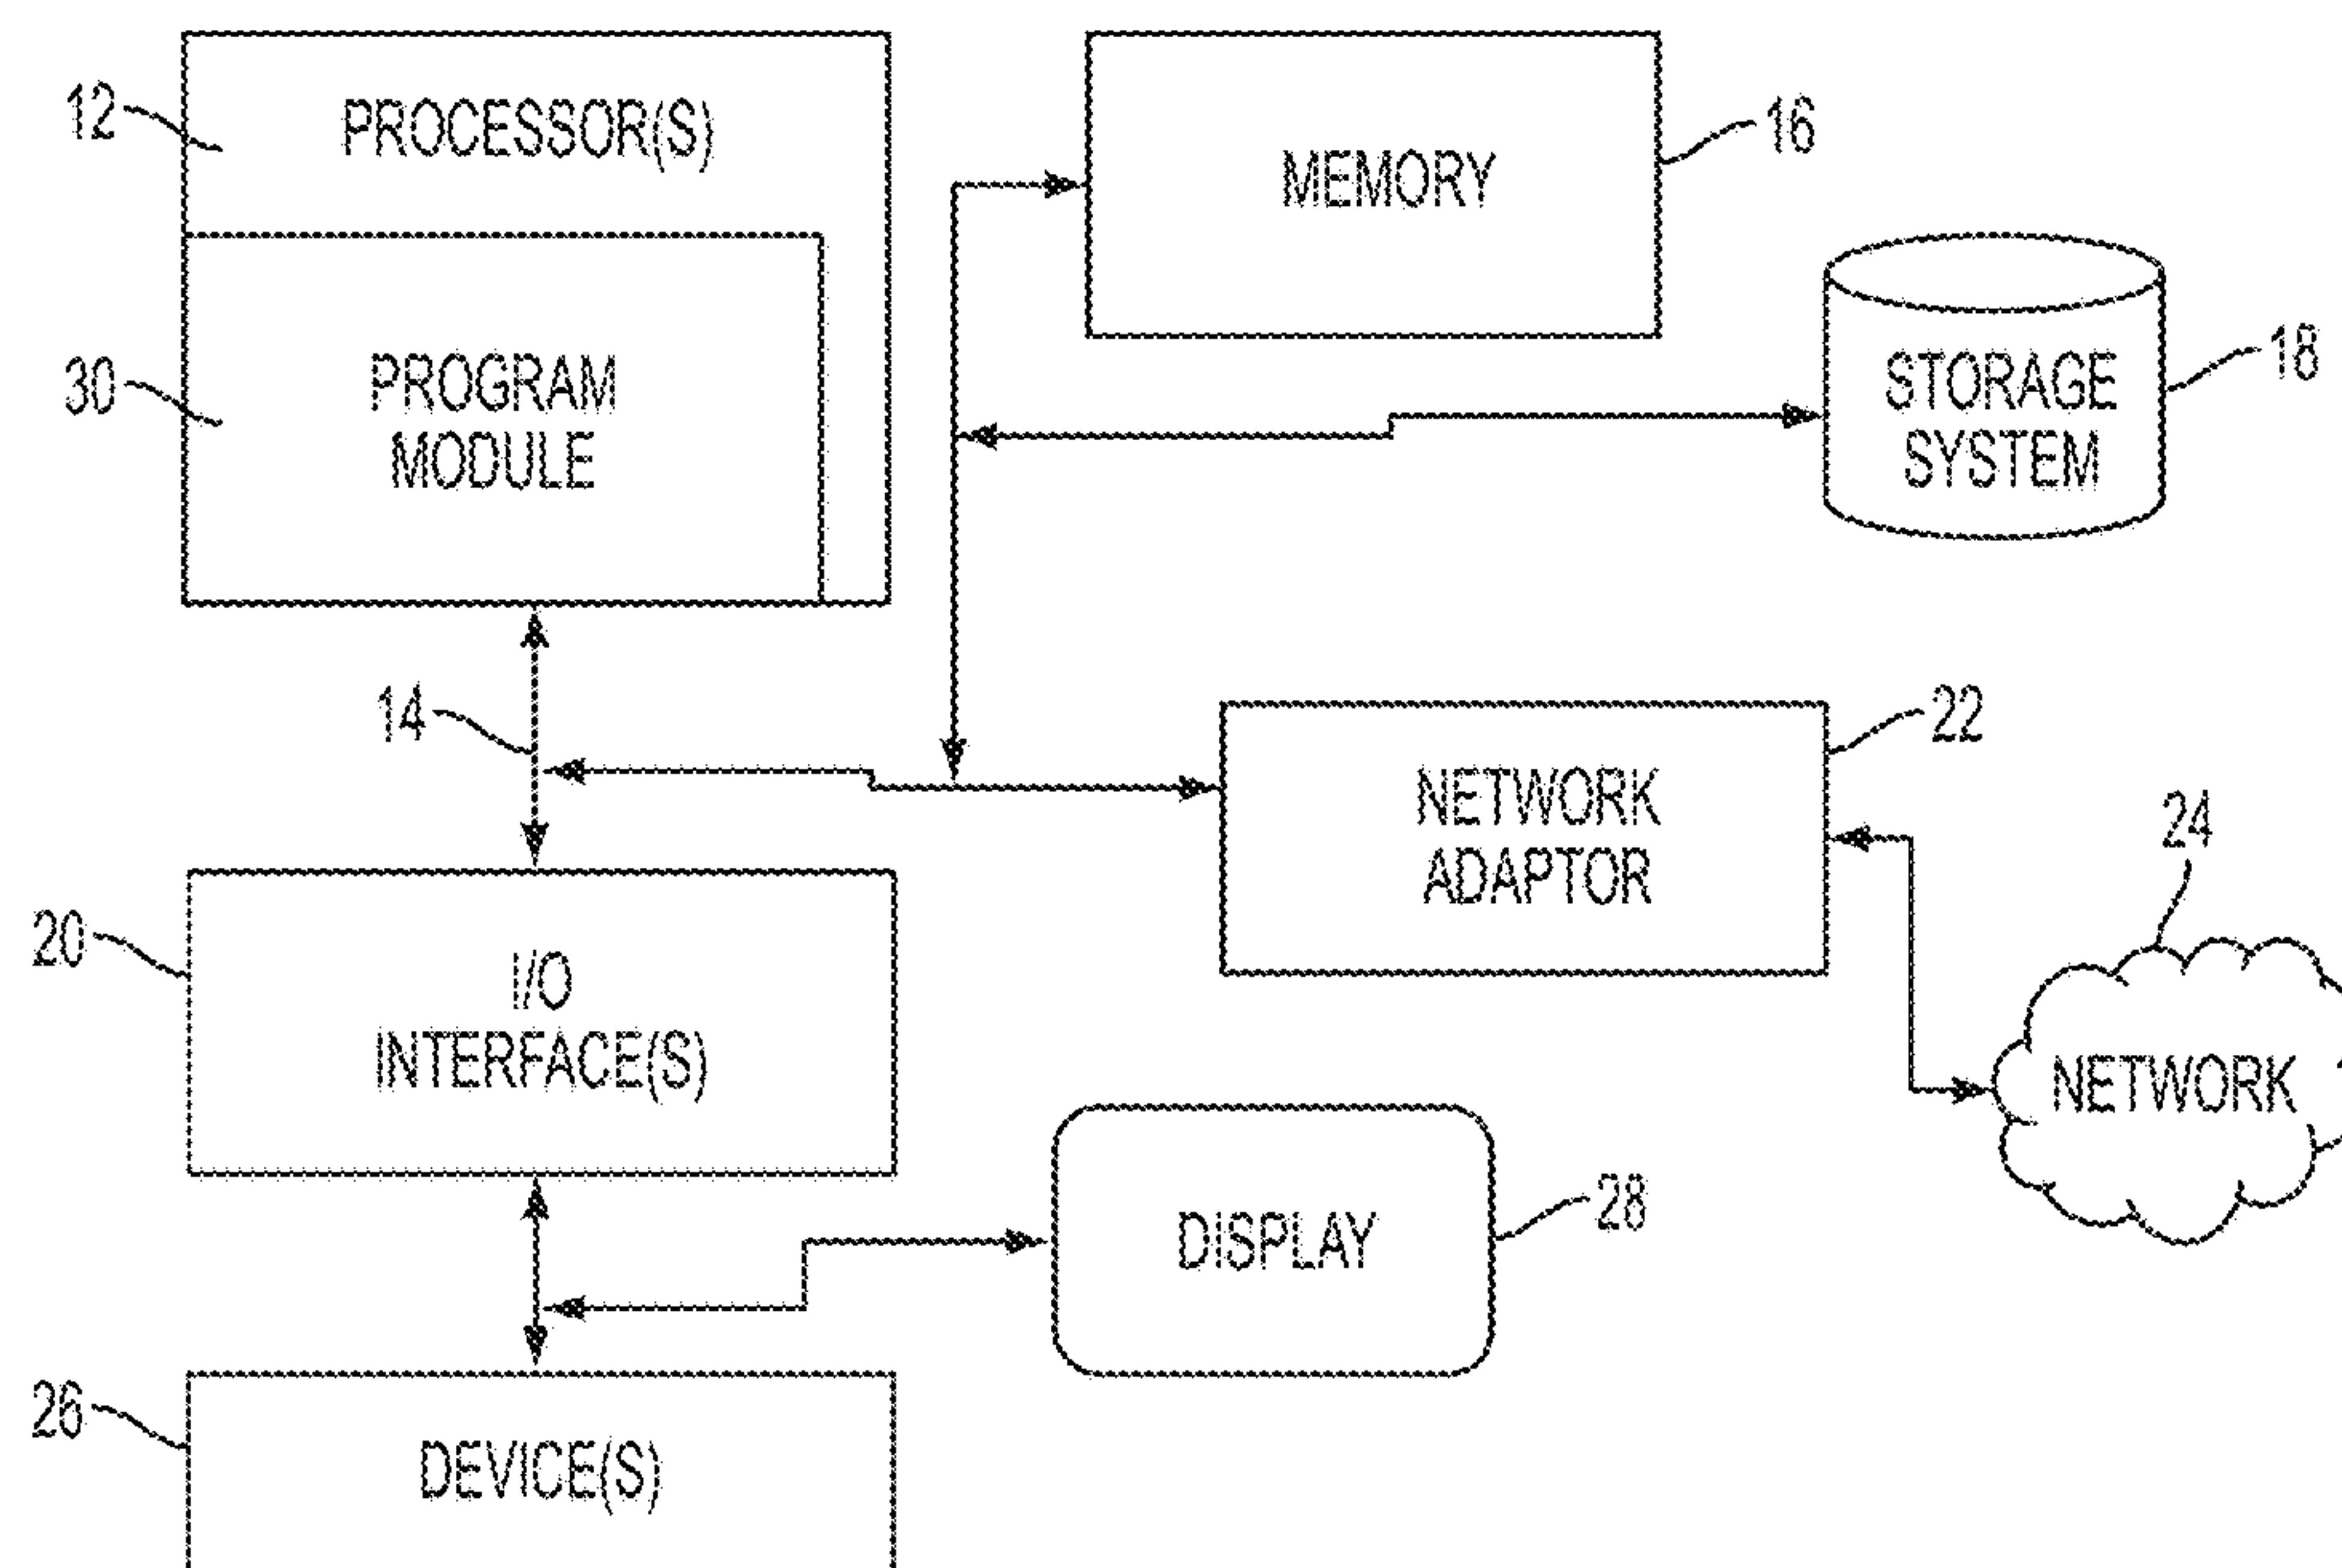 12
PROCESSOR(S)
MEMORY
16
30
PROGRAM
MODULE
STORAGE
SYSTEM
18
14
NETWORK
ADAPTOR
22
24
NETWORK
20
I/O
INTERFACE(S)
DISPLAY
28
26
DEVICE(S)